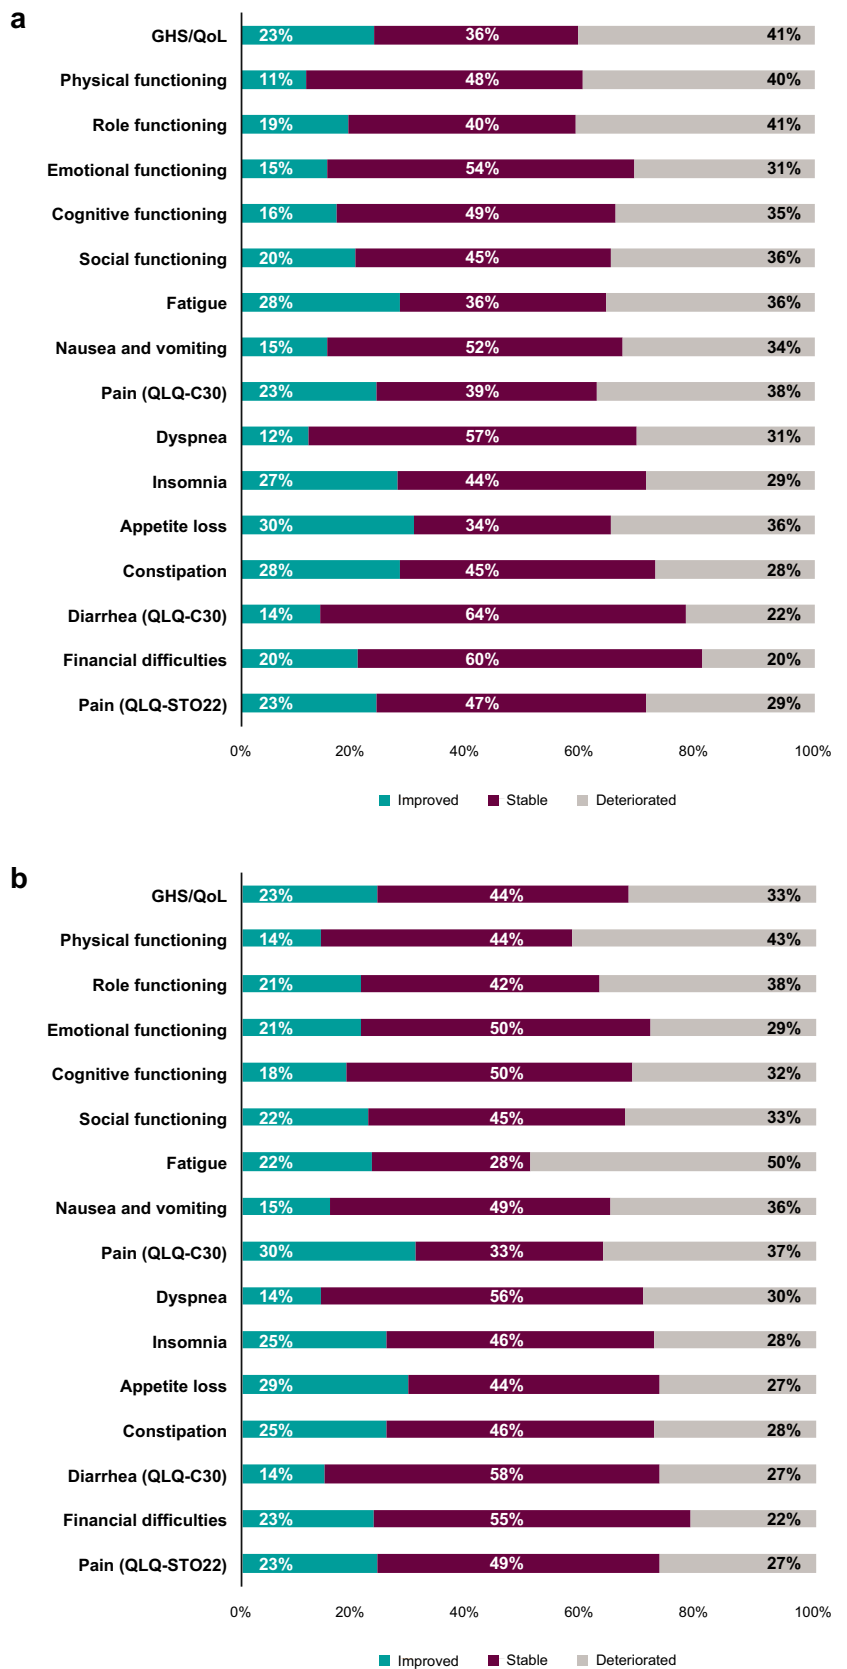 a
GHS/QoL 23% 36% 41%
Physical functioning 11% 48% 40%
Role functioning 19% 40% 41%
Emotional functioning 15% 54% 31%
Cognitive functioning 16% 49% 35%
Social functioning 20% 45% 36%
Fatigue 28% 36% 36%
Nausea and vomiting 15% 52% 34%
Pain (QLQ-C30) 23% 39% 38%
Dyspnea 12% 57% 31%
Insomnia 27% 44% 29%
Appetite loss 30% 34% 36%
Constipation 28% 45% 28%
Diarrhea (QLQ-C30) 14% 64% 22%
Financial difficulties 20% 60% 20%
Pain (QLQ-STO22) 23% 47% 29%
0% 20% 40% 60% 80% 100%
Improved Stable Deteriorated
b
GHS/QoL 23% 44% 33%
Physical functioning 14% 44% 43%
Role functioning 21% 42% 38%
Emotional functioning 21% 50% 29%
Cognitive functioning 18% 50% 32%
Social functioning 22% 45% 33%
Fatigue 22% 28% 50%
Nausea and vomiting 15% 49% 36%
Pain (QLQ-C30) 30% 33% 37%
Dyspnea 14% 56% 30%
Insomnia 25% 46% 28%
Appetite loss 29% 44% 27%
Constipation 25% 46% 28%
Diarrhea (QLQ-C30) 14% 58% 27%
Financial difficulties 23% 55% 22%
Pain (QLQ-STO22) 23% 49% 27%
0% 20% 40% 60% 80% 100%
Improved Stable Deteriorated